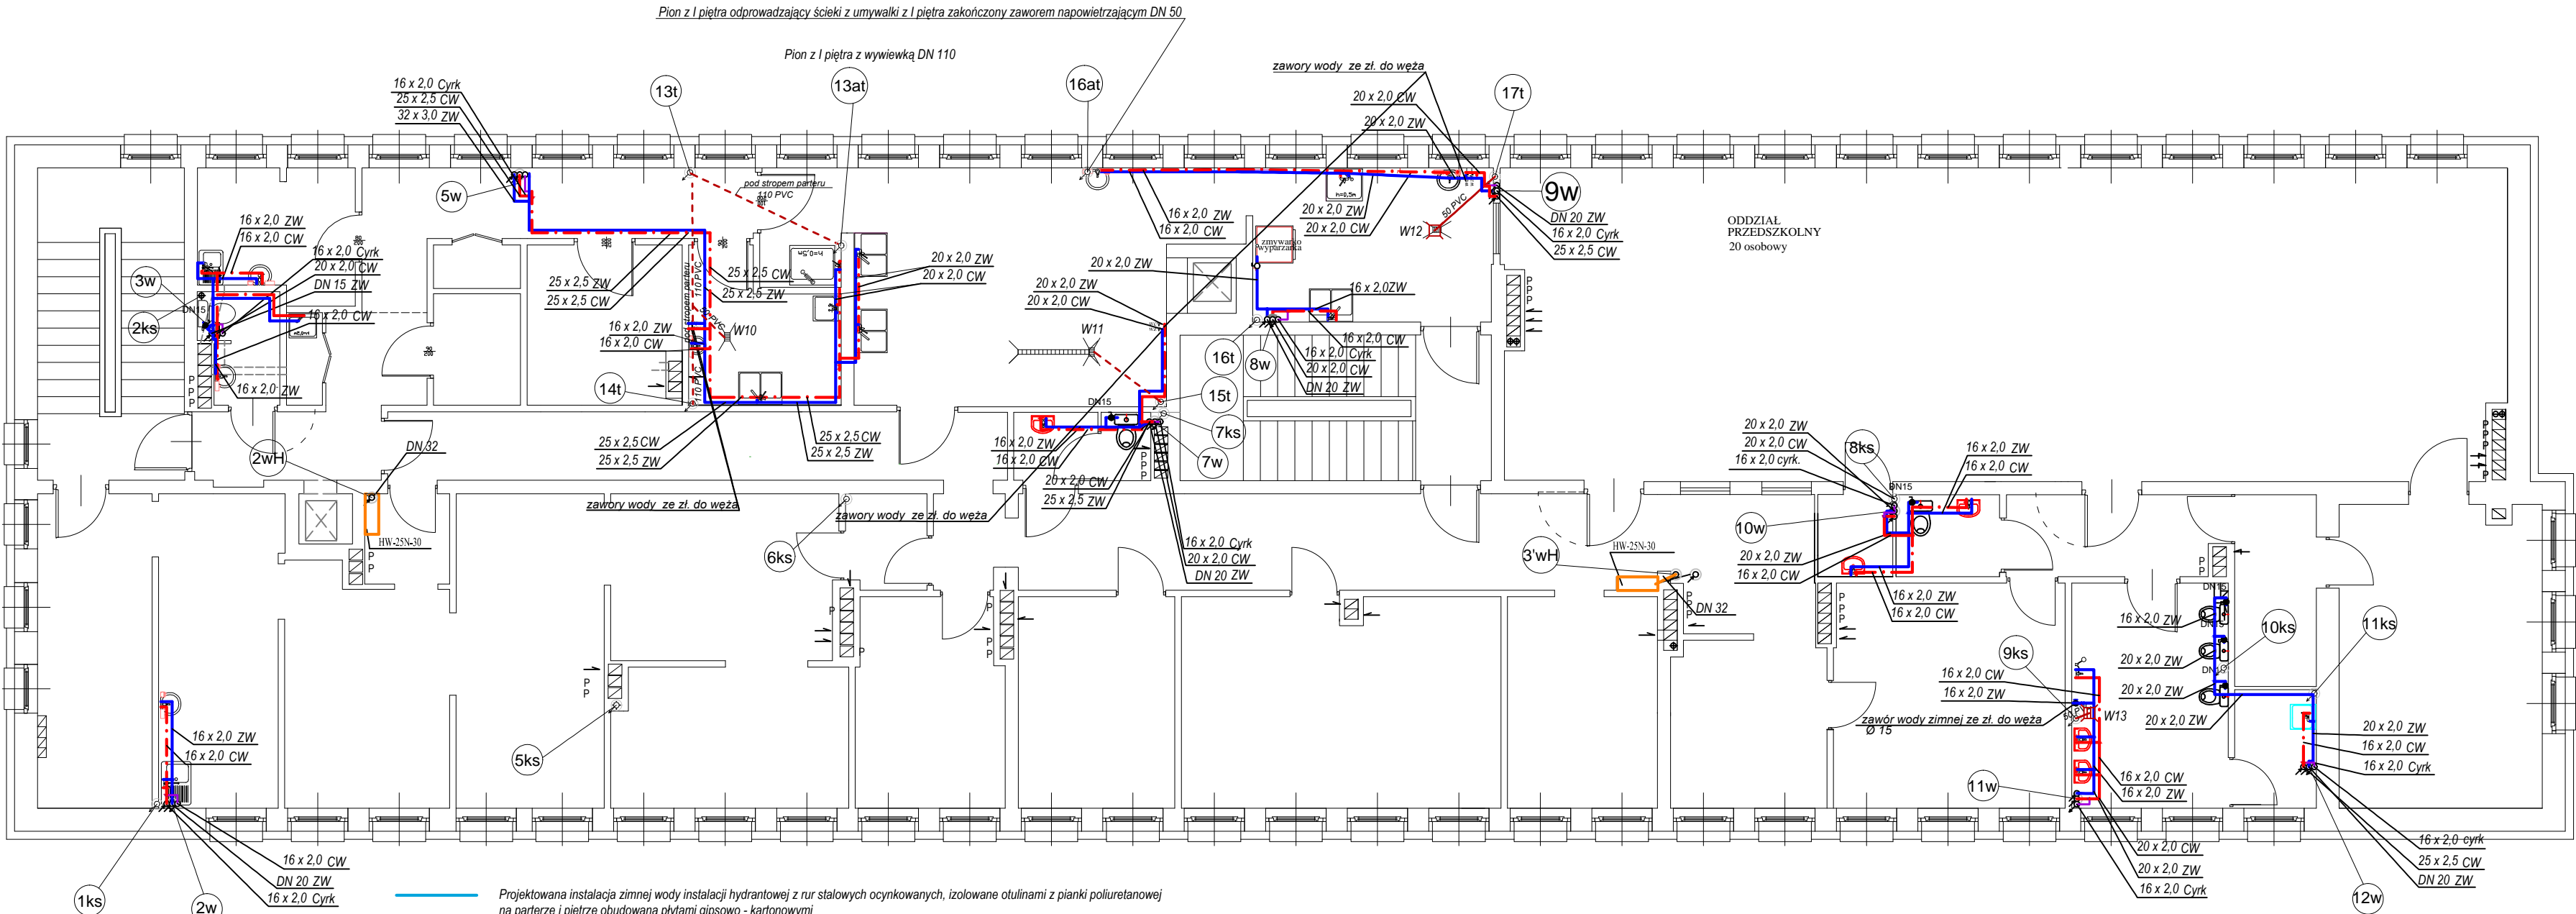 Pion z I piętra odprowadzający ścieki z umywalki z I piętra zakończony zaworem napowietrzającym DN 50
Pion z I piętra z wywiewką DN 110
16 x 2,0 Cyrk
25 x 2,5 CW
32 x 3,0 ZW
13t
13at
16at
zawory wody ze zł. do węża
20 x 2,0 CW
20 x 2,0 ZW
17t
5w
pod stropem parteru
110 PVC
9w
50 PVC
W12
DN 20 ZW
16 x 2,0 Cyrk
25 x 2,5 CW
ODDZIAŁ
PRZEDSZKOLNY
20 osobowy
16 x 2,0 ZW
16 x 2,0 CW
16 x 2,0 Cyrk
20 x 2,0 CW
DN 15 ZW
16 x 2,0 CW
16 x 2,0 ZW
3w
2ks
DN15
h=0,5m
16 x 2,0 ZW
16 x 2,0 CW
h=0,5m
20 x 2,0 ZW
20 x 2,0 CW
zmywarko
wyparzarka
20 x 2,0 ZW
25 x 2,5 ZW
25 x 2,5 CW
25 x 2,5 CW
25 x 2,5 ZW
20 x 2,0 ZW
20 x 2,0 CW
pod stropem parteru
110 PVC
110 PVC
W10
16 x 2,0 ZW
16 x 2,0 CW
20 x 2,0 ZW
20 x 2,0 CW
W11
16 x 2,0ZW
16 x 2,0 CW
16 x 2,0 Cyrk
20 x 2,0 CW
DN 20 ZW
16t
8w
14t
15t
7ks
7w
DN15
25 x 2,5 CW
25 x 2,5 ZW
25 x 2,5 CW
25 x 2,5 ZW
16 x 2,0 ZW
16 x 2,0 CW
20 x 2,0 CW
25 x 2,5 ZW
zawory wody ze zł. do węża
zawory wody ze zł. do węża
16 x 2,0 Cyrk
20 x 2,0 CW
DN 20 ZW
2wH
DN 32
HW-25N-30
6ks
5ks
3'wH
HW-25N-30
DN 32
20 x 2,0 ZW
20 x 2,0 CW
16 x 2,0 cyrk.
8ks
DN15
16 x 2,0 ZW
16 x 2,0 CW
10w
20 x 2,0 ZW
16 x 2,0 CW
16 x 2,0 ZW
16 x 2,0 CW
16 x 2,0 ZW
20 x 2,0 ZW
20 x 2,0 ZW
20 x 2,0 ZW
DN15
DN15
10ks
11ks
9ks
16 x 2,0 CW
16 x 2,0 ZW
zawór wody zimnej ze zł. do węża
Ø 15
W13
16 x 2,0 CW
16 x 2,0 ZW
11w
20 x 2,0 CW
20 x 2,0 ZW
16 x 2,0 Cyrk
20 x 2,0 ZW
16 x 2,0 CW
16 x 2,0 Cyrk
16 x 2,0 cyrk
25 x 2,5 CW
DN 20 ZW
12w
16 x 2,0 ZW
16 x 2,0 CW
16 x 2,0 CW
DN 20 ZW
16 x 2,0 Cyrk
1ks
2w
Projektowana instalacja zimnej wody instalacji hydrantowej z rur stalowych ocynkowanych, izolowane otulinami z pianki poliuretanowej
na parterze i piętrze obudowana płytami gipsowo - kartonowymi